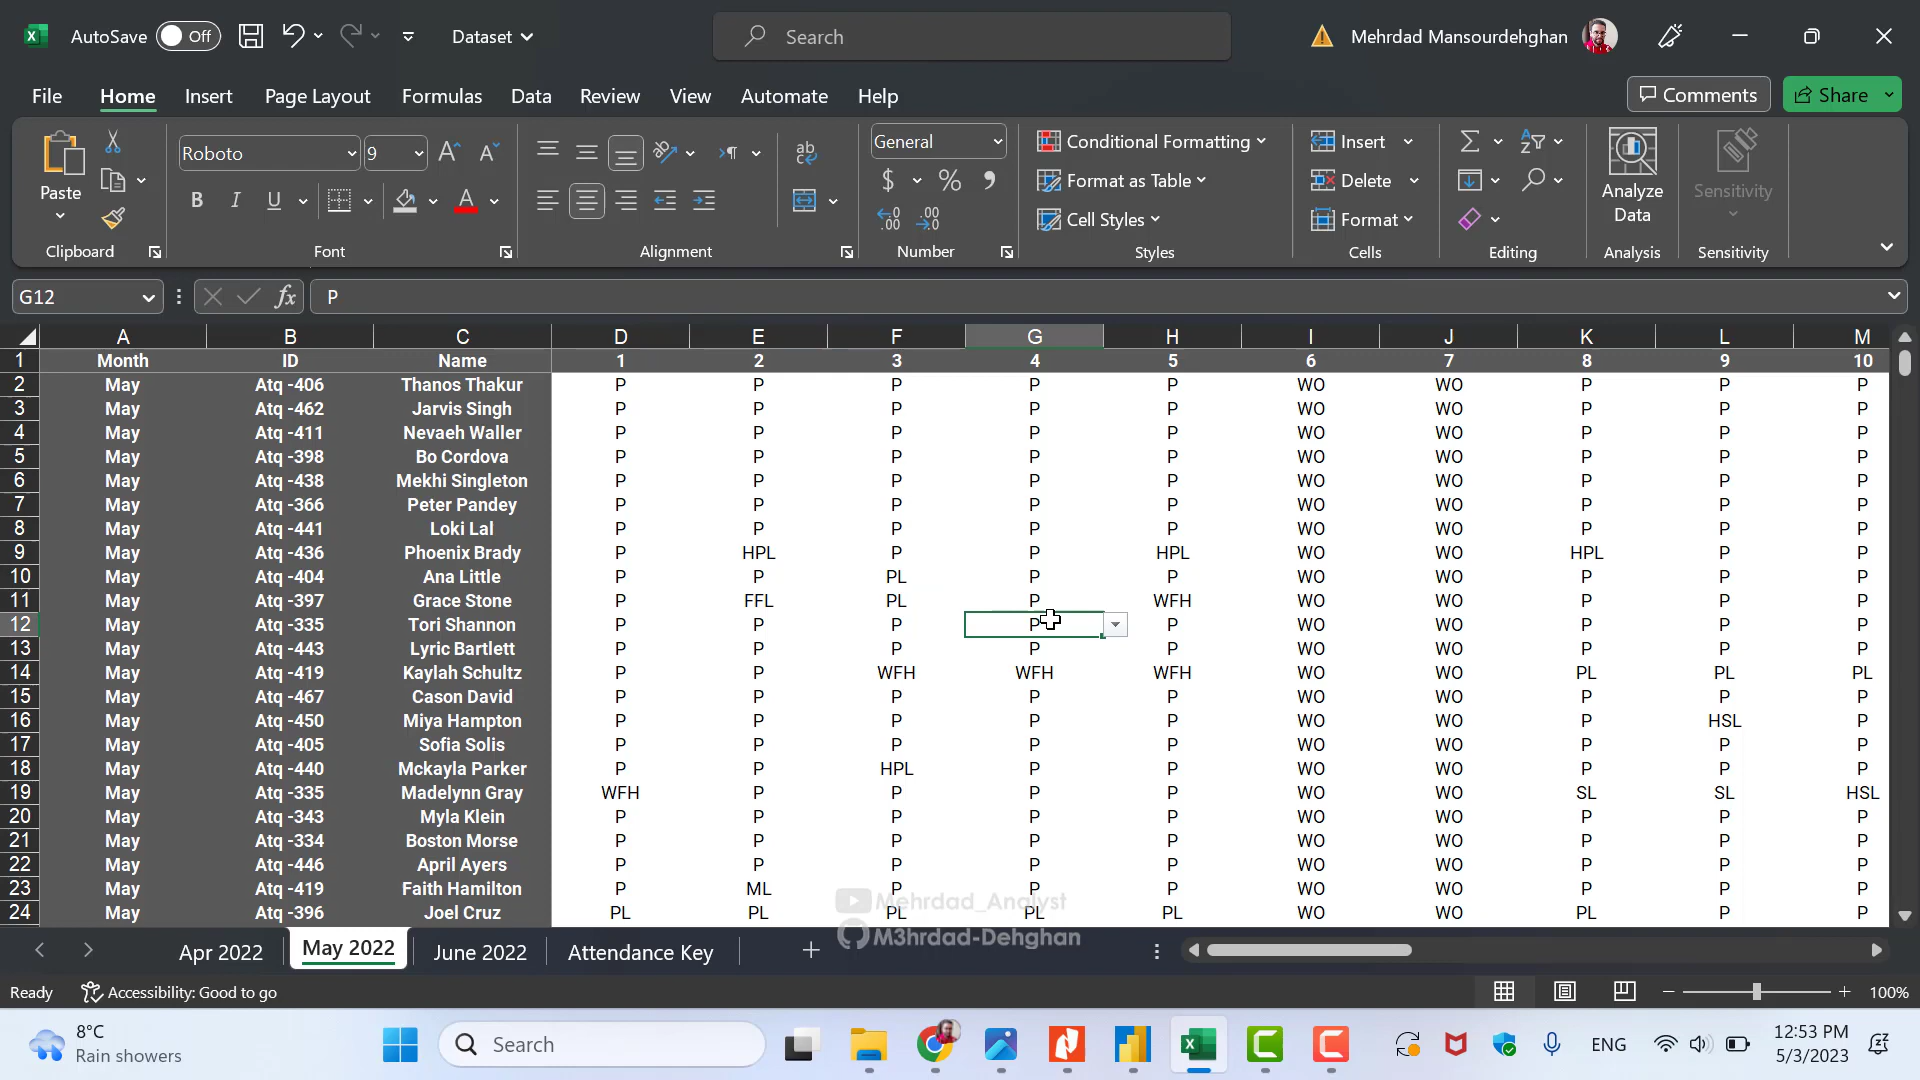 AutoSave Off Dataset Search Mehrdad Mansourdehghan
File Home Insert Page Layout Formulas Data Review View Automate Help Comments Share
Roboto 9 General Conditional Formatting Insert
Paste Format as Table Delete Analyze Data Sensitivity
B I U Cell Styles Format
Clipboard Font Alignment Number Styles Cells Editing Analysis Sensitivity
G12 fx P
A B C D E F G H I J K L M
1 Month ID Name 1 2 3 4 5 6 7 8 9 10
2 May Atq -406 Thanos Thakur P P P P P WO WO P P P
3 May Atq -462 Jarvis Singh P P P P P WO WO P P P
4 May Atq -411 Nevaeh Waller P P P P P WO WO P P P
5 May Atq -398 Bo Cordova P P P P P WO WO P P P
6 May Atq -438 Mekhi Singleton P P P P P WO WO P P P
7 May Atq -366 Peter Pandey P P P P P WO WO P P P
8 May Atq -441 Loki Lal P P P P P WO WO P P P
9 May Atq -436 Phoenix Brady P HPL P P HPL WO WO HPL P P
10 May Atq -404 Ana Little P P PL P P WO WO P P P
11 May Atq -397 Grace Stone P FFL PL P WFH WO WO P P P
12 May Atq -335 Tori Shannon P P P P P WO WO P P P
13 May Atq -443 Lyric Bartlett P P P P P WO WO P P P
14 May Atq -419 Kaylah Schultz P P WFH WFH WFH WO WO PL PL PL
15 May Atq -467 Cason David P P P P P WO WO P P P
16 May Atq -450 Miya Hampton P P P P P WO WO P HSL P
17 May Atq -405 Sofia Solis P P P P P WO WO P P P
18 May Atq -440 Mckayla Parker P P HPL P P WO WO P P P
19 May Atq -335 Madelynn Gray WFH P P P P WO WO SL SL HSL
20 May Atq -343 Myla Klein P P P P P WO WO P P P
21 May Atq -334 Boston Morse P P P P P WO WO P P P
22 May Atq -446 April Ayers P P P P P WO WO P P P
23 May Atq -419 Faith Hamilton P ML P P P WO WO P P P
24 May Atq -396 Joel Cruz PL PL PL PL PL WO WO PL P P
Mehrdad_Analyst
M3hrdad-Dehghan
Apr 2022 May 2022 June 2022 Attendance Key
Ready Accessibility: Good to go 100%
8°C
Rain showers
Search
ENG
12:53 PM
5/3/2023